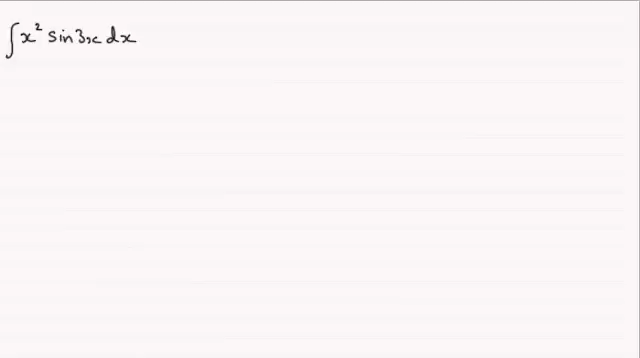 ∫x² sin3x dx